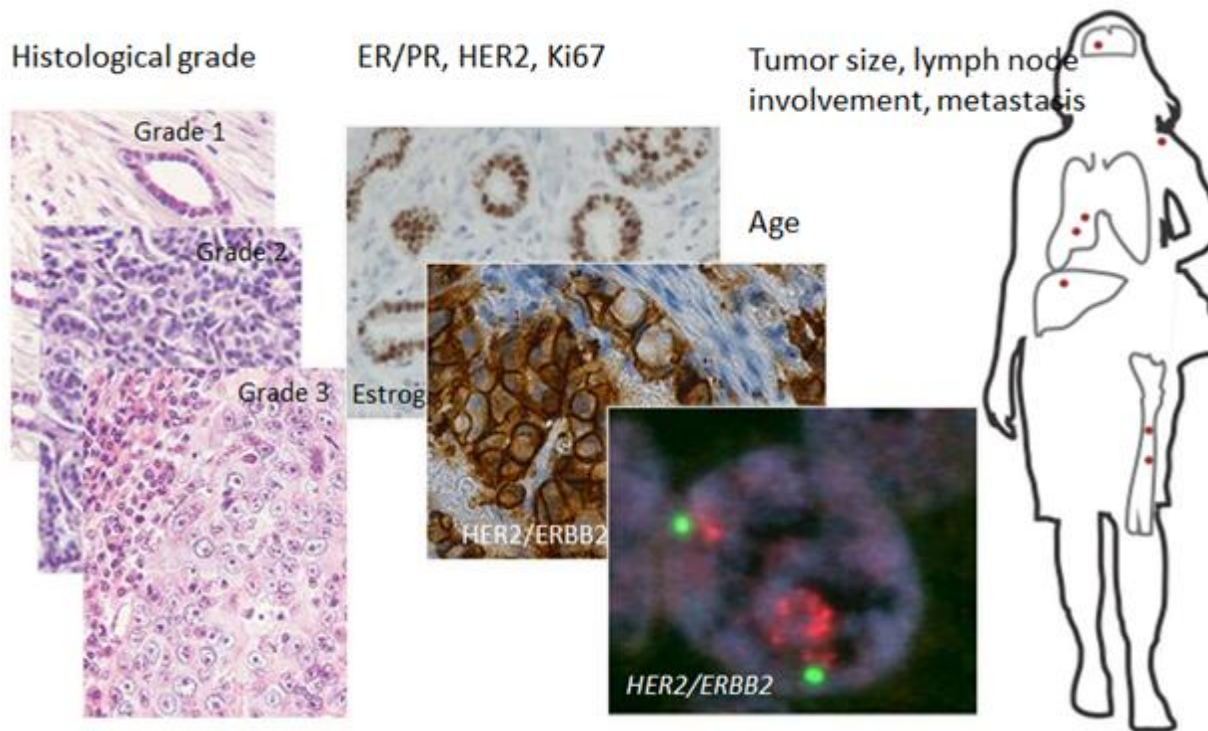 Histological grade
Grade 1
Grade 2
Grade 3
ER/PR, HER2, Ki67
Estrog
HER2/ERBB2
HER2/ERBB2
Tumor size, lymph node
involvement, metastasis
Age